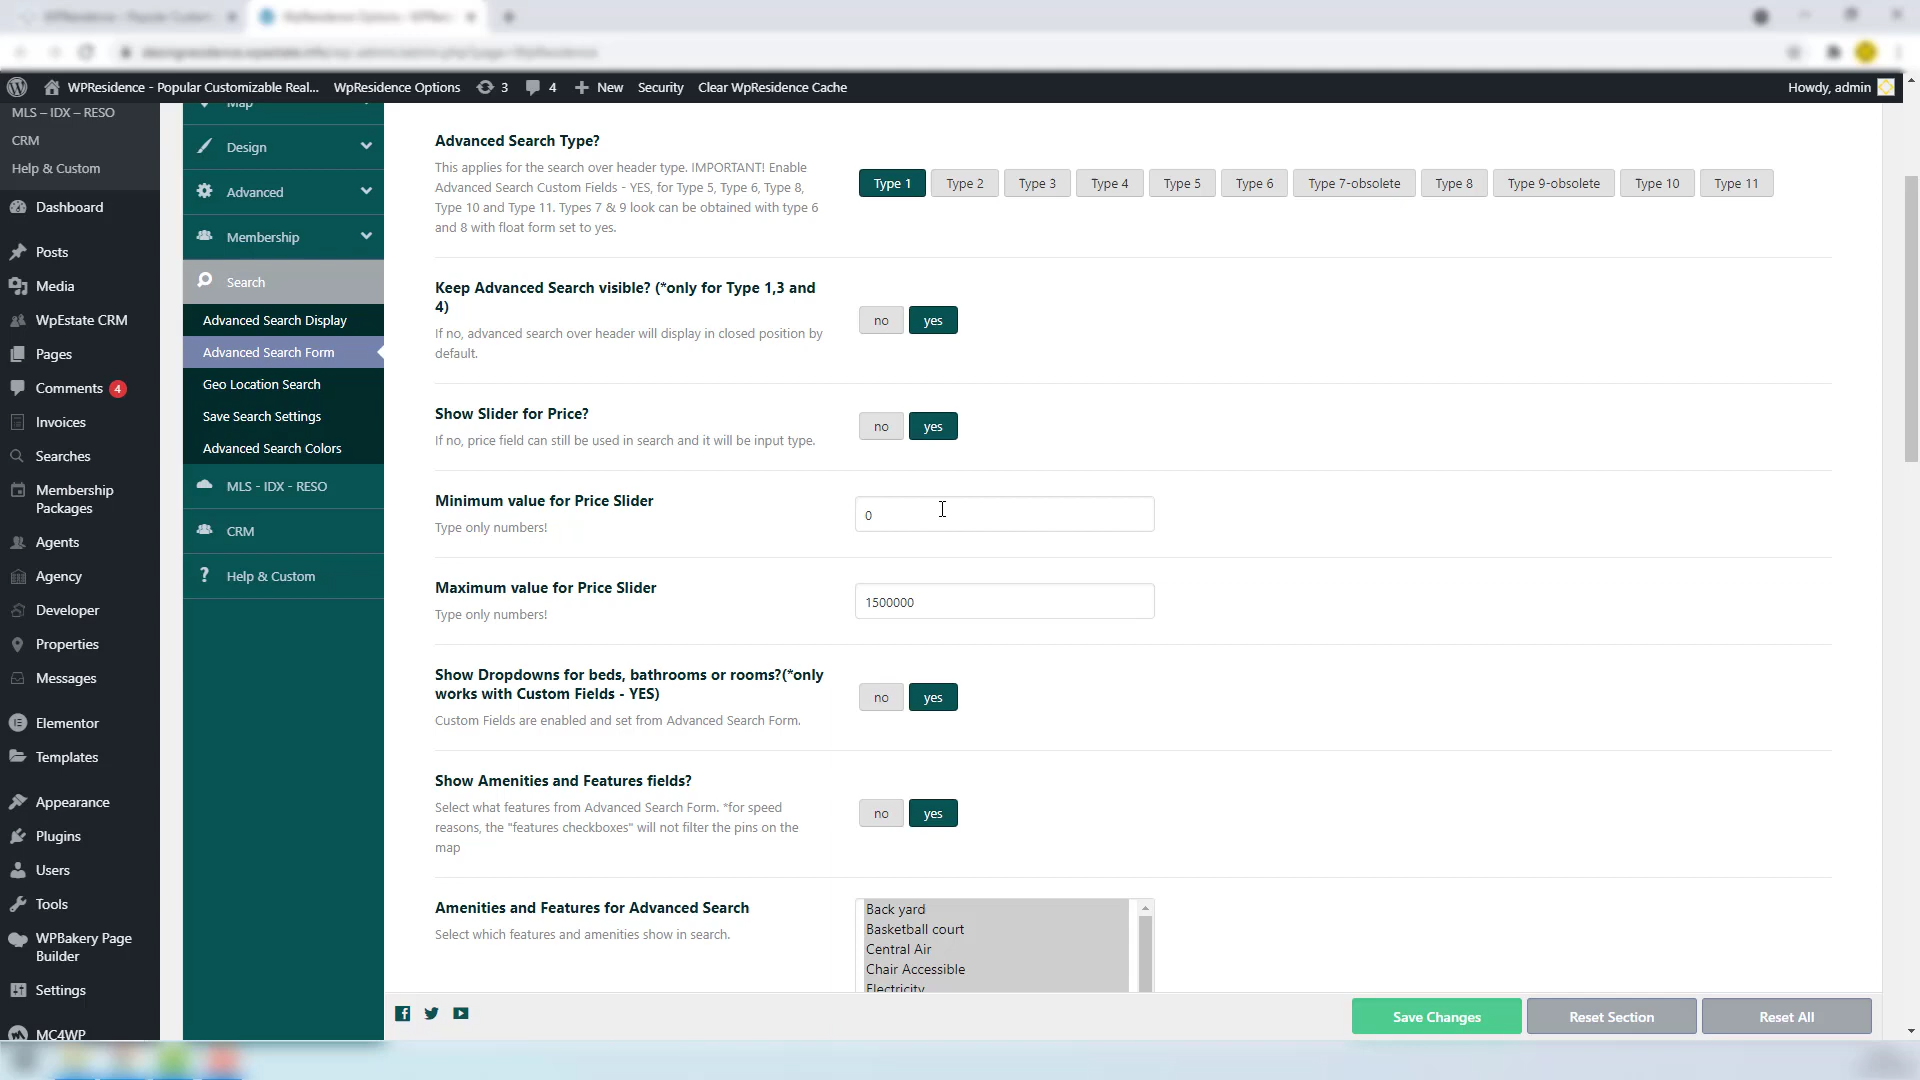 WPResidence - Popular Customizable Real...
WpResidence Options
3
4
New
Security
Clear WpResidence Cache
Howdy, admin
MLS – IDX – RESO
CRM
Help & Custom
Dashboard
Posts
Media
WpEstate CRM
Pages
Comments 4
Invoices
Searches
Membership
Packages
Agents
Agency
Developer
Properties
Messages
Elementor
Templates
Appearance
Plugins
Users
Tools
WPBakery Page
Builder
Settings
MC4WP
Map
Design
Advanced
Membership
Search
Advanced Search Display
Advanced Search Form
Geo Location Search
Save Search Settings
Advanced Search Colors
MLS - IDX - RESO
CRM
Help & Custom
Advanced Search Type?
This applies for the search over header type. IMPORTANT! Enable
Advanced Search Custom Fields - YES, for Type 5, Type 6, Type 8,
Type 10 and Type 11. Types 7 & 9 look can be obtained with type 6
and 8 with float form set to yes.
Type 1
Type 2
Type 3
Type 4
Type 5
Type 6
Type 7-obsolete
Type 8
Type 9-obsolete
Type 10
Type 11
Keep Advanced Search visible? (*only for Type 1,3 and
4)
If no, advanced search over header will display in closed position by
default.
no
yes
Show Slider for Price?
If no, price field can still be used in search and it will be input type.
no
yes
Minimum value for Price Slider
Type only numbers!
0
Maximum value for Price Slider
Type only numbers!
1500000
Show Dropdowns for beds, bathrooms or rooms?(*only
works with Custom Fields - YES)
Custom Fields are enabled and set from Advanced Search Form.
no
yes
Show Amenities and Features fields?
Select what features from Advanced Search Form. *for speed
reasons, the "features checkboxes" will not filter the pins on the
map
no
yes
Amenities and Features for Advanced Search
Select which features and amenities show in search.
Back yard
Basketball court
Central Air
Chair Accessible
Electricity
Save Changes
Reset Section
Reset All